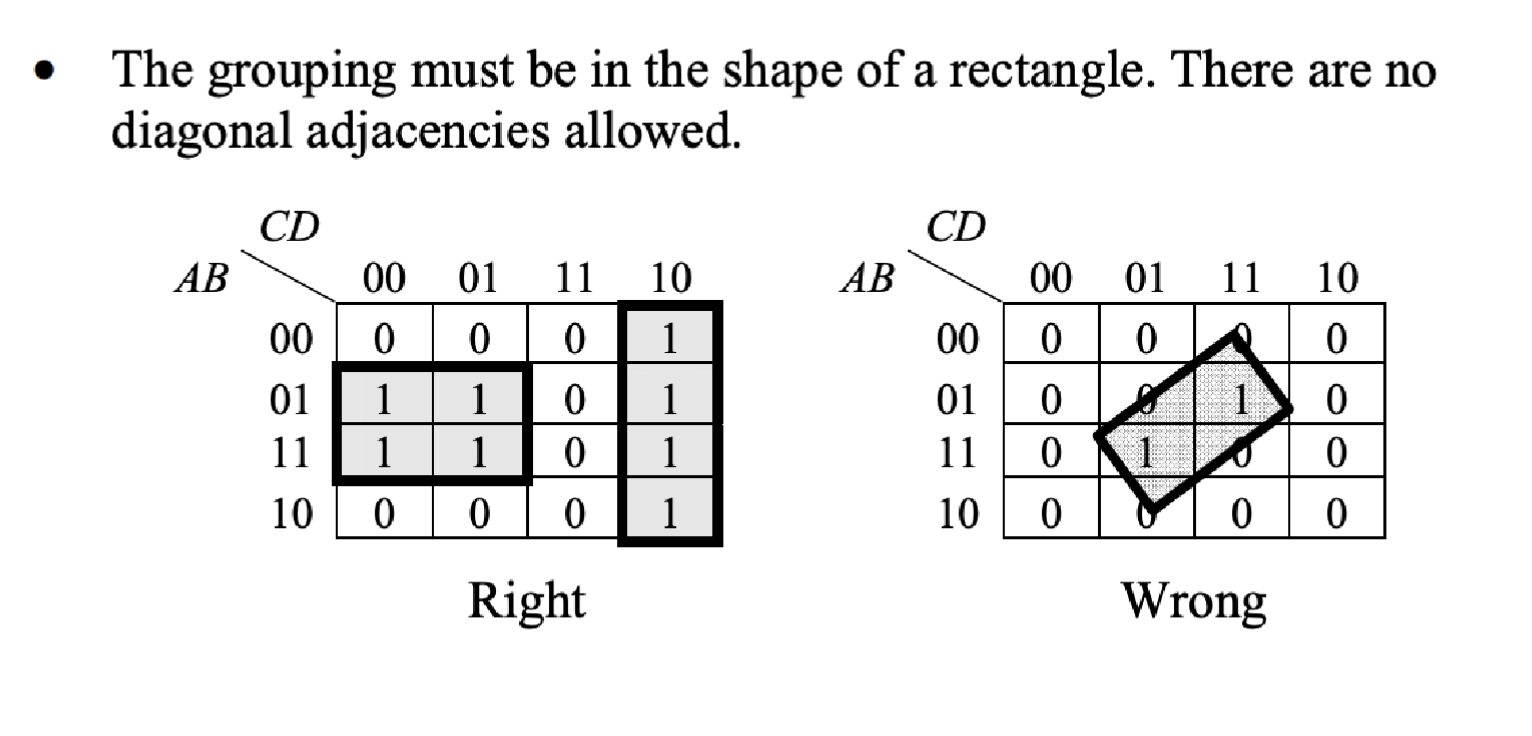 • The grouping must be in the shape of a rectangle. There are no
diagonal adjacencies allowed.
CD CD
AB 00 01 11 10 AB 00 01 11 10
00 0 0 0 1 00 0 0 0 0
01 1 1 0 1 01 0 0 1 0
11 1 1 0 1 11 0 1 0 0
10 0 0 0 1 10 0 0 0 0
Right Wrong